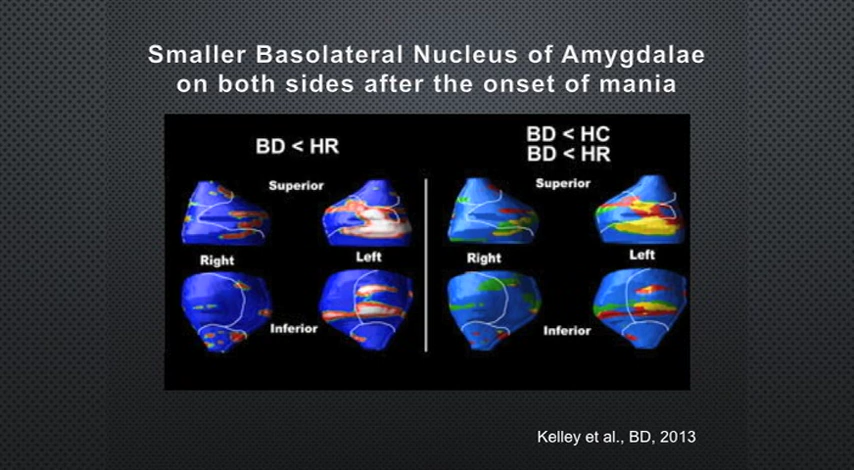 Smaller Basolateral Nucleus of Amygdalae
on both sides after the onset of mania
BD < HR
Superior
Right
Left
Inferior
BD < HC
BD < HR
Superior
Right
Left
Inferior
Kelley et al., BD, 2013